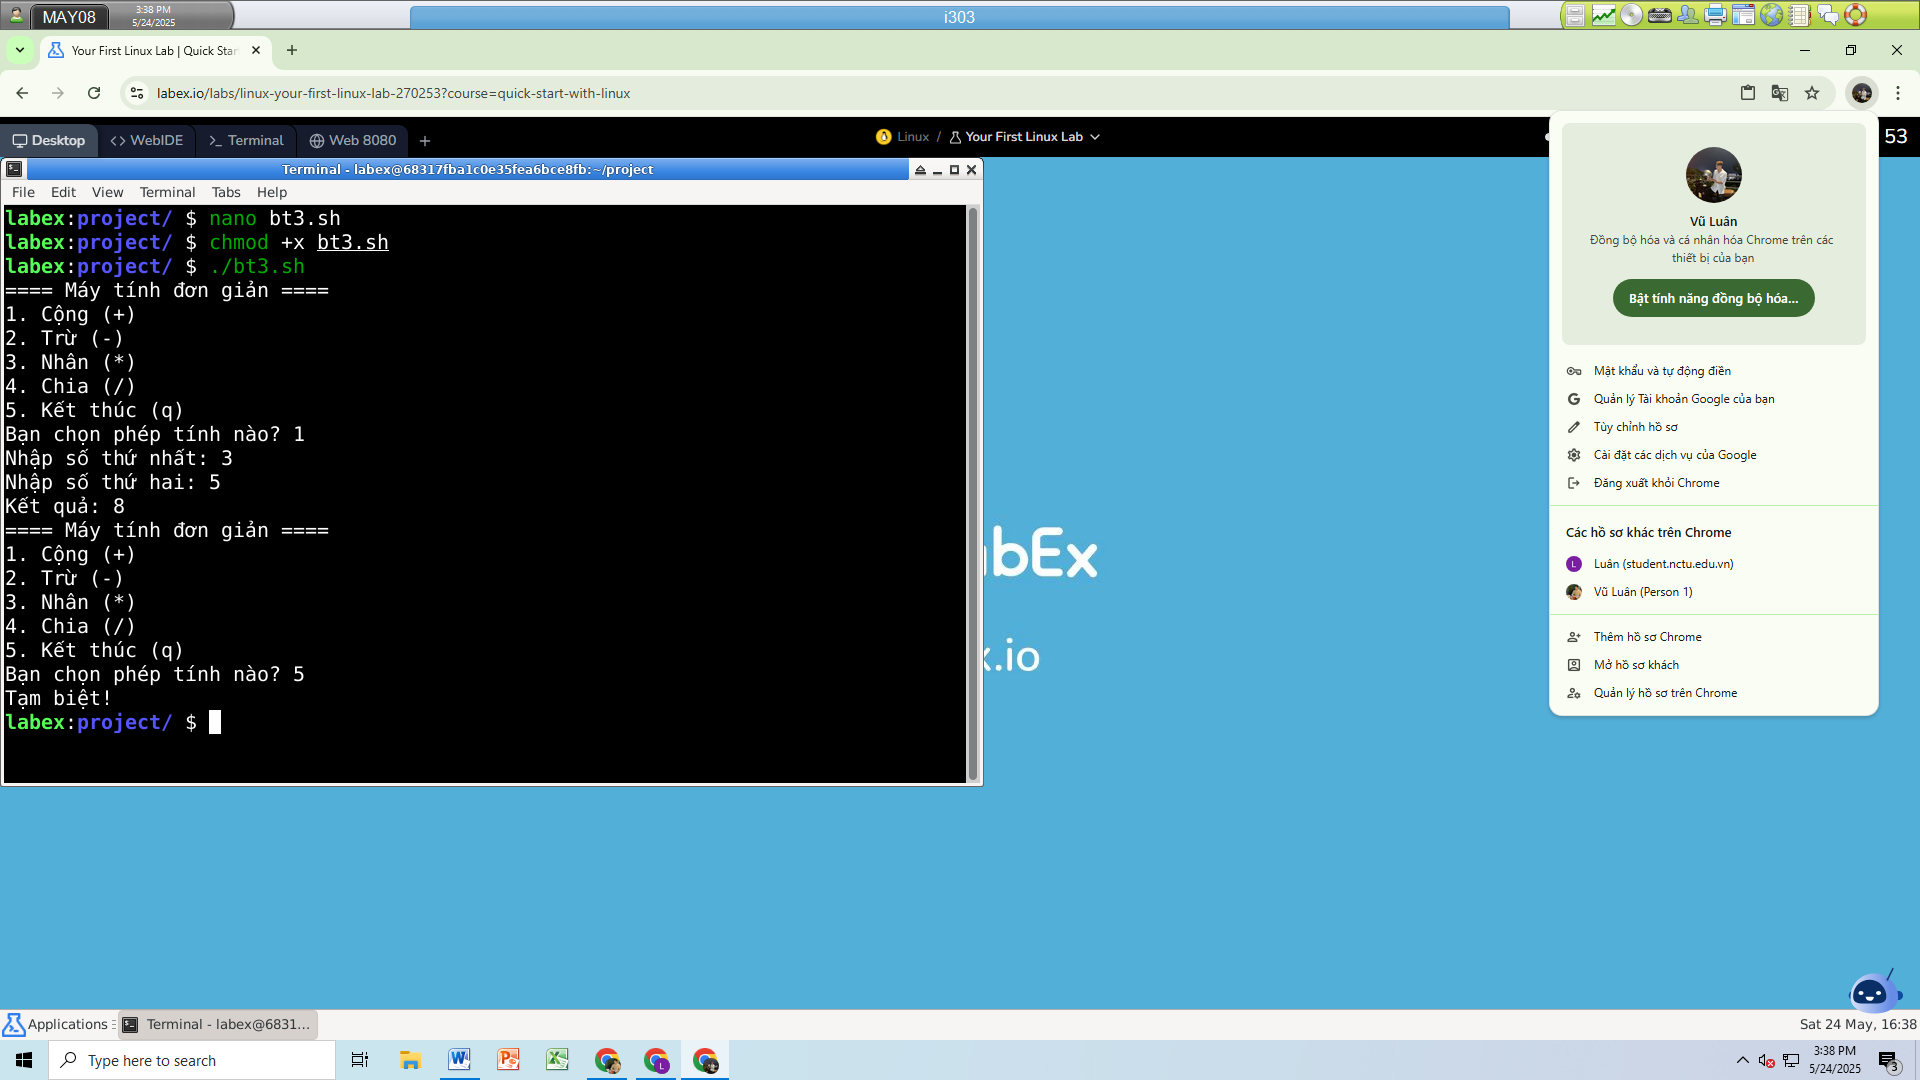 MAY08
3:38 PM
5/24/2025
i303
Your First Linux Lab | Quick Star
labex.io/labs/linux-your-first-linux-lab-270253?course=quick-start-with-linux
Desktop
WebIDE
Terminal
Web 8080
Linux / Your First Linux Lab
53
Terminal - labex@68317fba1c0e35fea6bce8fb:~/project
File Edit View Terminal Tabs Help
labex:project/ $ nano bt3.sh
labex:project/ $ chmod +x bt3.sh
labex:project/ $ ./bt3.sh
==== Máy tính đơn giản ====
1. Cộng (+)
2. Trừ (-)
3. Nhân (*)
4. Chia (/)
5. Kết thúc (q)
Bạn chọn phép tính nào? 1
Nhập số thứ nhất: 3
Nhập số thứ hai: 5
Kết quả: 8
==== Máy tính đơn giản ====
1. Cộng (+)
2. Trừ (-)
3. Nhân (*)
4. Chia (/)
5. Kết thúc (q)
Bạn chọn phép tính nào? 5
Tạm biệt!
labex:project/ $
bEx
x.io
Vũ Luân
Đồng bộ hóa và cá nhân hóa Chrome trên các
thiết bị của bạn
Bật tính năng đồng bộ hóa...
Mật khẩu và tự động điền
Quản lý Tài khoản Google của bạn
Tùy chỉnh hồ sơ
Cài đặt các dịch vụ của Google
Đăng xuất khỏi Chrome
Các hồ sơ khác trên Chrome
L Luân (student.nctu.edu.vn)
Vũ Luân (Person 1)
Thêm hồ sơ Chrome
Mở hồ sơ khách
Quản lý hồ sơ trên Chrome
Applications
Terminal - labex@6831...
Sat 24 May, 16:38
Type here to search
L
3:38 PM
5/24/2025
3